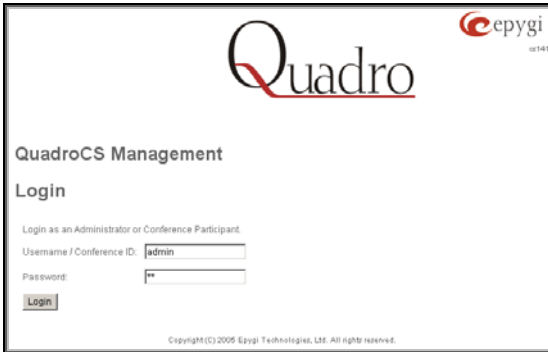 epygi
Quadro
QuadroCS Management
Login
Login as an Administrator or Conference Participant.
Username / Conference ID: admin
Password: **
Login
Copyright (C) 2005 Epygi Technologies, Ltd. All rights reserved.